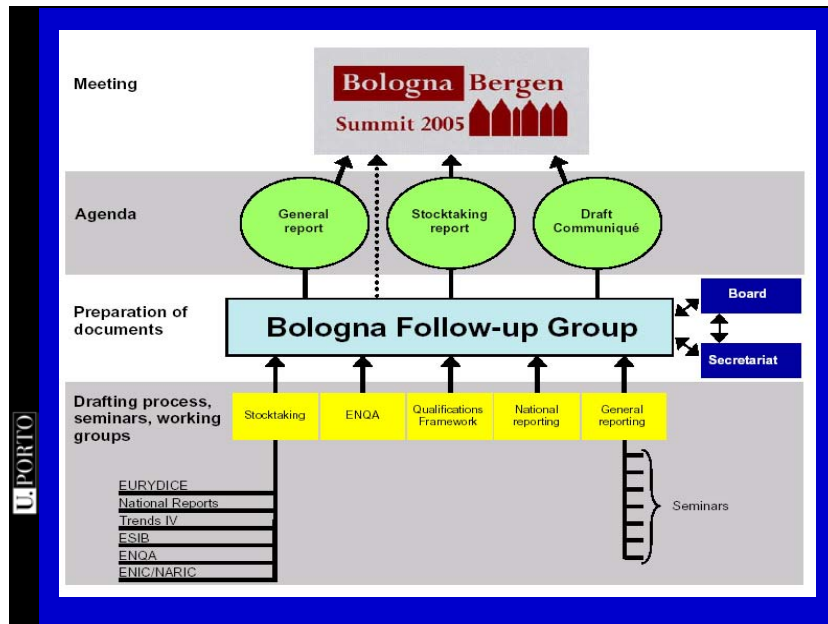 Meeting
Bologna Bergen
Summit 2005
Agenda
General
report
Stocktaking
report
Draft
Communiqué
Preparation of
documents
Bologna Follow-up Group
Board
Secretariat
Drafting process,
seminars, working
groups
Stocktaking
ENQA
Qualifications
Framework
National
reporting
General
reporting
EURYDICE
National Reports
Trends IV
ESIB
ENQA
ENIC/NARIC
Seminars
U.PORTO